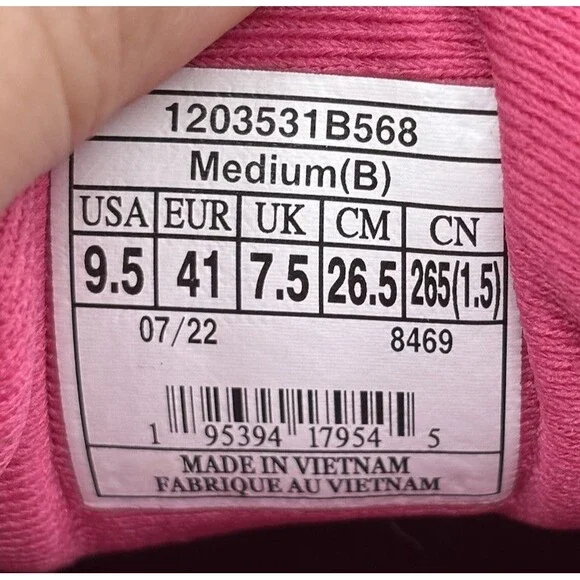 1203531B568
Medium(B)
USA EUR UK CM CN
9.5 41 7.5 26.5 265(1.5)
07/22 8469
1 95394 17954 5
MADE IN VIETNAM
FABRIQUE AU VIETNAM